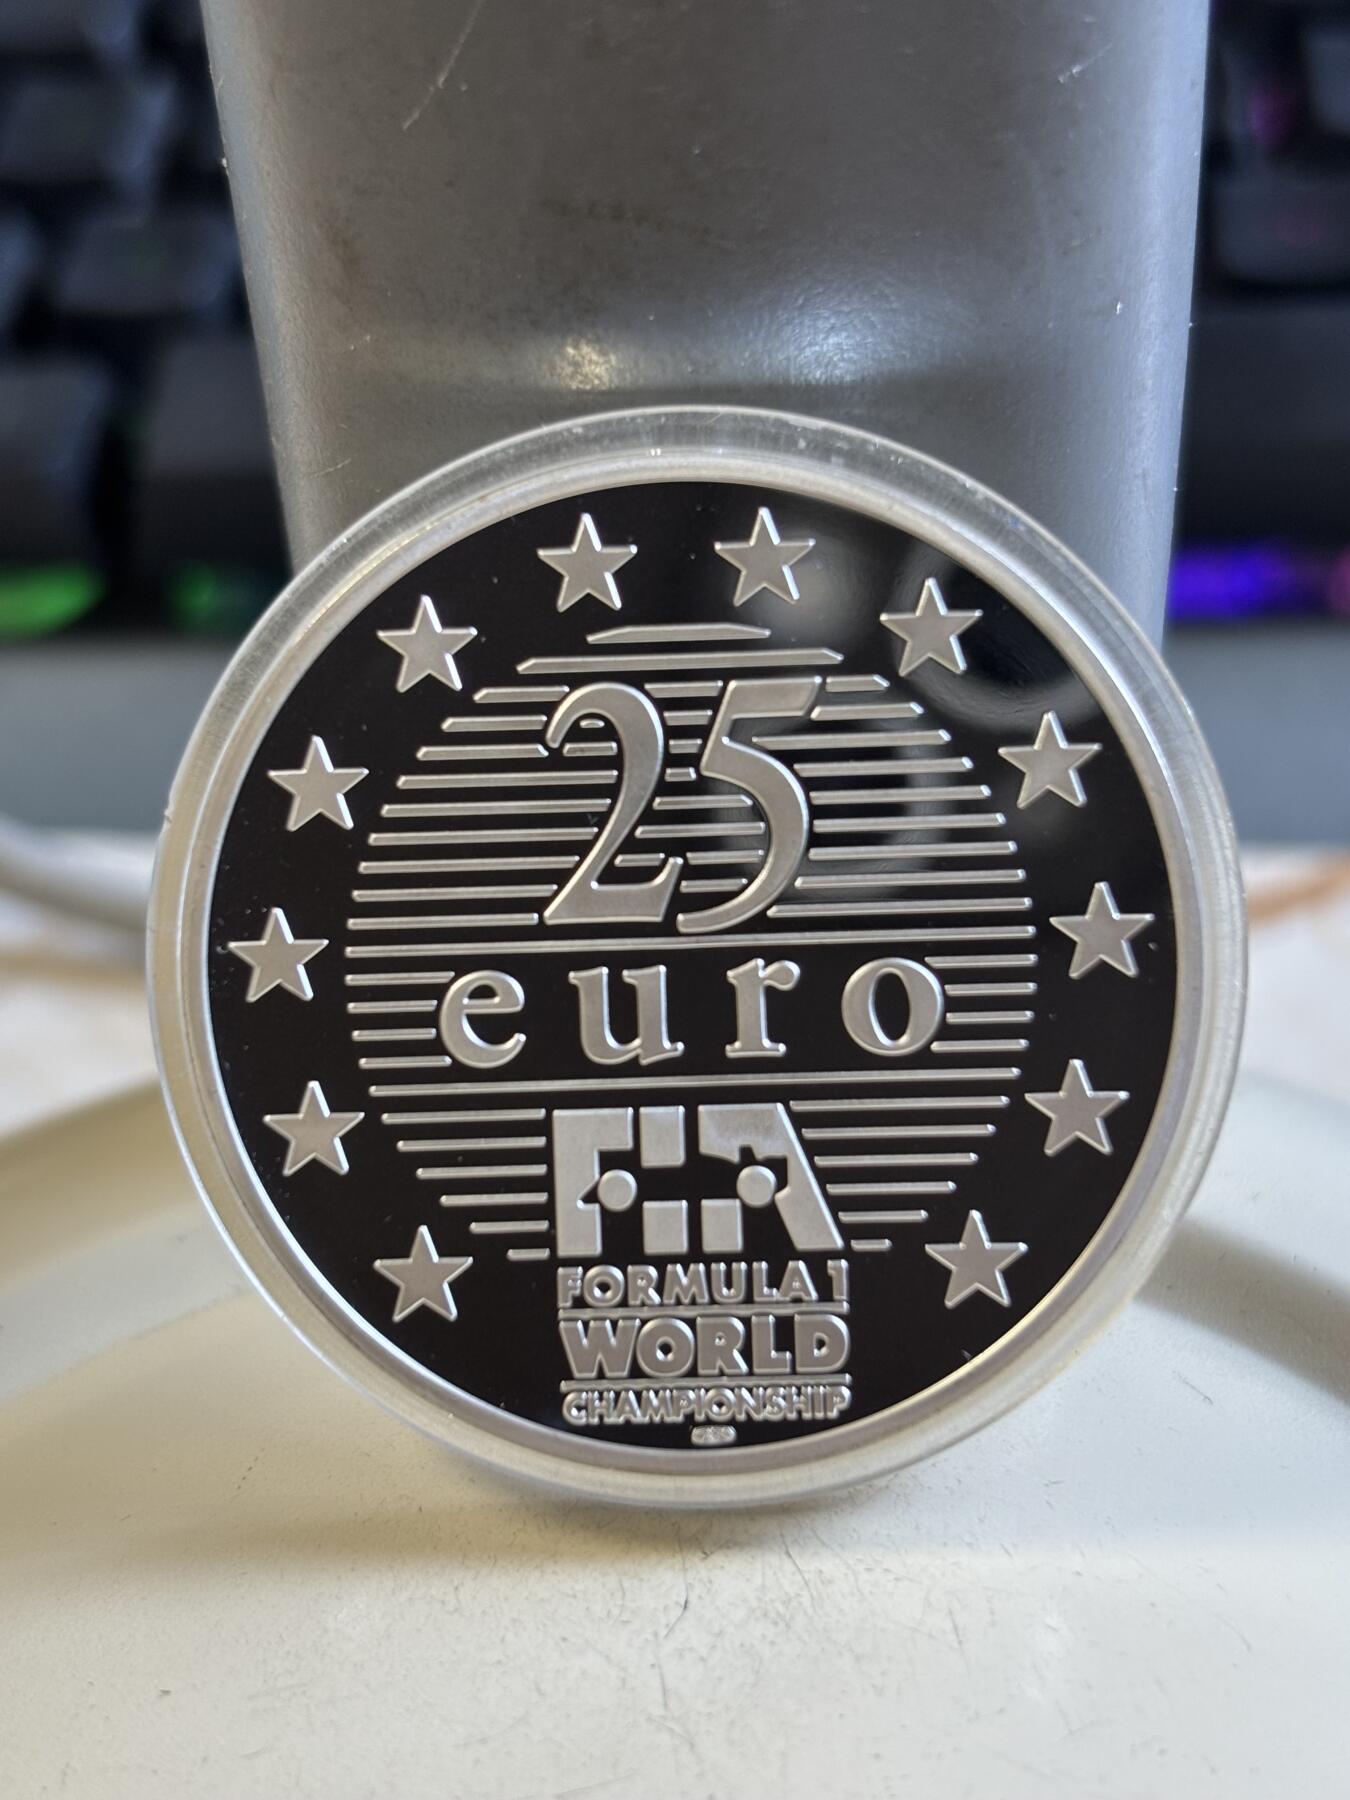 25
euro
FIA
FORMULA 1
WORLD
CHAMPIONSHIP